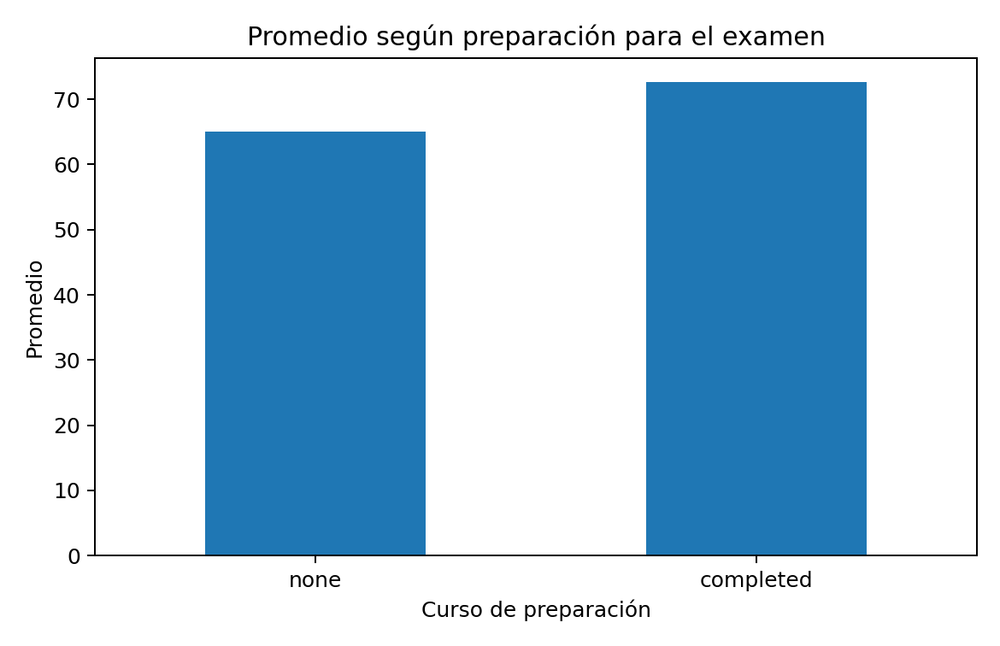 Promedio según preparación para el examen
Promedio
70
60
50
40
30
20
10
0
none
completed
Curso de preparación